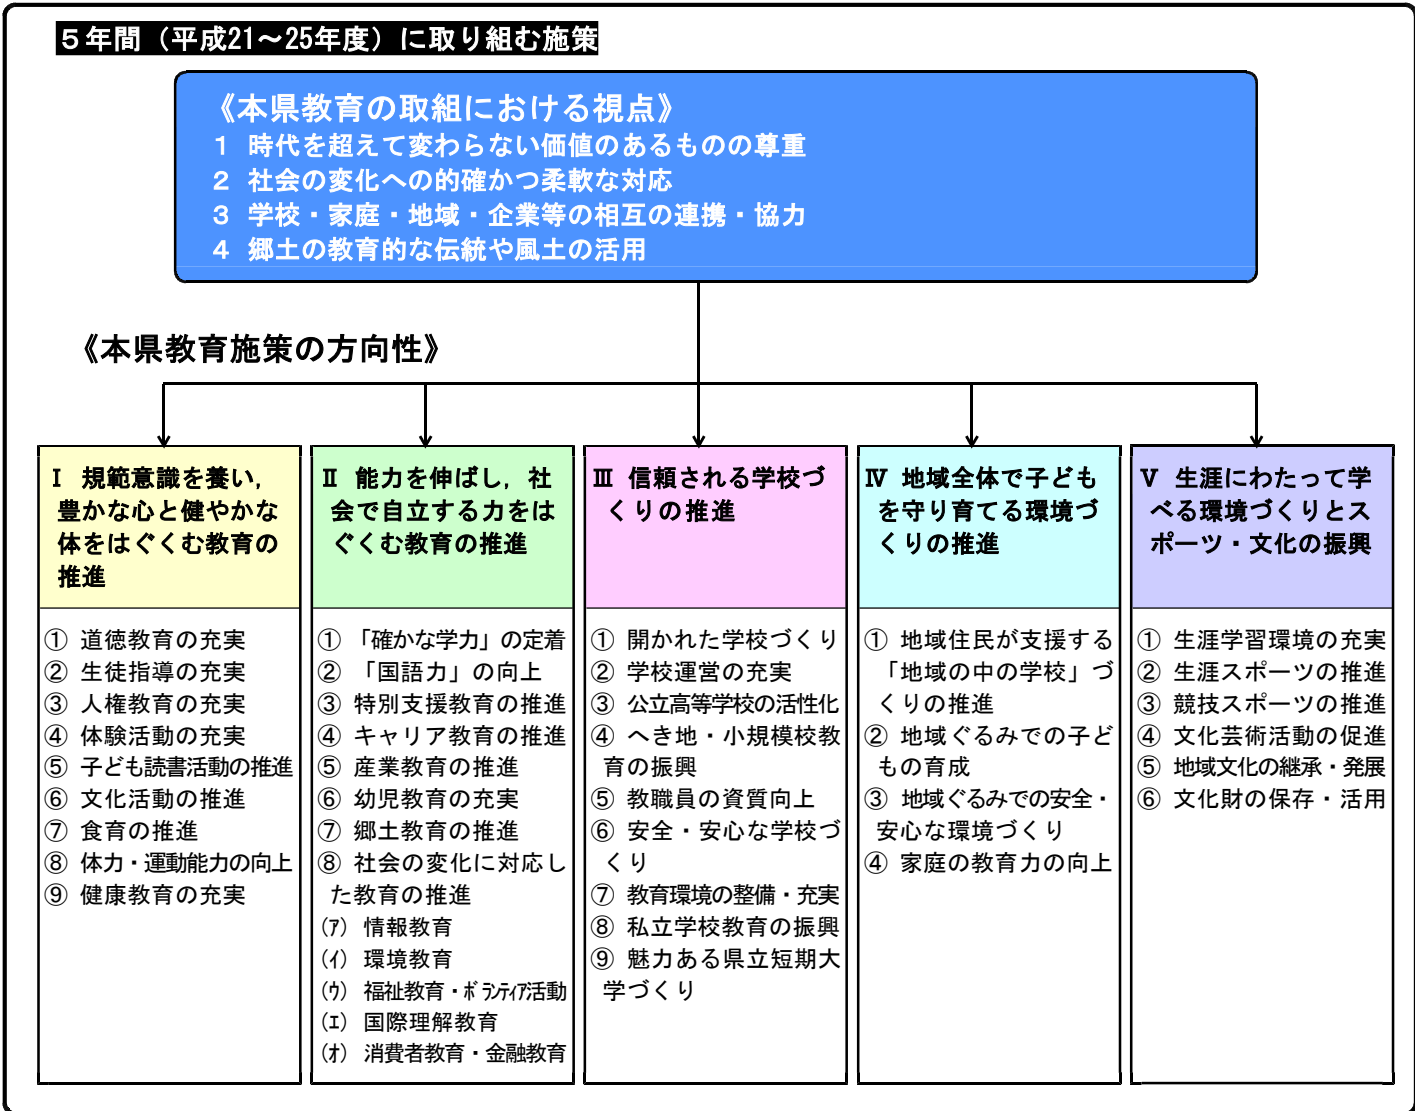 ５年間（平成21～25年度）に取り組む施策
《本県教育の取組における視点》
１ 時代を超えて変わらない価値のあるものの尊重
２ 社会の変化への的確かつ柔軟な対応
３ 学校・家庭・地域・企業等の相互の連携・協力
４ 郷土の教育的な伝統や風土の活用
《本県教育施策の方向性》
Ⅰ 規範意識を養い，
豊かな心と健やかな
体をはぐくむ教育の
推進
① 道徳教育の充実
② 生徒指導の充実
③ 人権教育の充実
④ 体験活動の充実
⑤ 子ども読書活動の推進
⑥ 文化活動の推進
⑦ 食育の推進
⑧ 体力・運動能力の向上
⑨ 健康教育の充実
Ⅱ 能力を伸ばし，社
会で自立する力をは
ぐくむ教育の推進
① 「確かな学力」の定着
② 「国語力」の向上
③ 特別支援教育の推進
④ キャリア教育の推進
⑤ 産業教育の推進
⑥ 幼児教育の充実
⑦ 郷土教育の推進
⑧ 社会の変化に対応し
た教育の推進
(ｱ) 情報教育
(ｲ) 環境教育
(ｳ) 福祉教育・ﾎﾞﾗﾝﾃｨｱ活動
(ｴ) 国際理解教育
(ｵ) 消費者教育・金融教育
Ⅲ 信頼される学校づ
くりの推進
① 開かれた学校づくり
② 学校運営の充実
③ 公立高等学校の活性化
④ へき地・小規模校教
育の振興
⑤ 教職員の資質向上
⑥ 安全・安心な学校づ
くり
⑦ 教育環境の整備・充実
⑧ 私立学校教育の振興
⑨ 魅力ある県立短期大
学づくり
Ⅳ 地域全体で子ども
を守り育てる環境づ
くりの推進
① 地域住民が支援する
「地域の中の学校」づ
くりの推進
② 地域ぐるみでの子ど
もの育成
③ 地域ぐるみでの安全・
安心な環境づくり
④ 家庭の教育力の向上
Ⅴ 生涯にわたって学
べる環境づくりとス
ポーツ・文化の振興
① 生涯学習環境の充実
② 生涯スポーツの推進
③ 競技スポーツの推進
④ 文化芸術活動の促進
⑤ 地域文化の継承・発展
⑥ 文化財の保存・活用